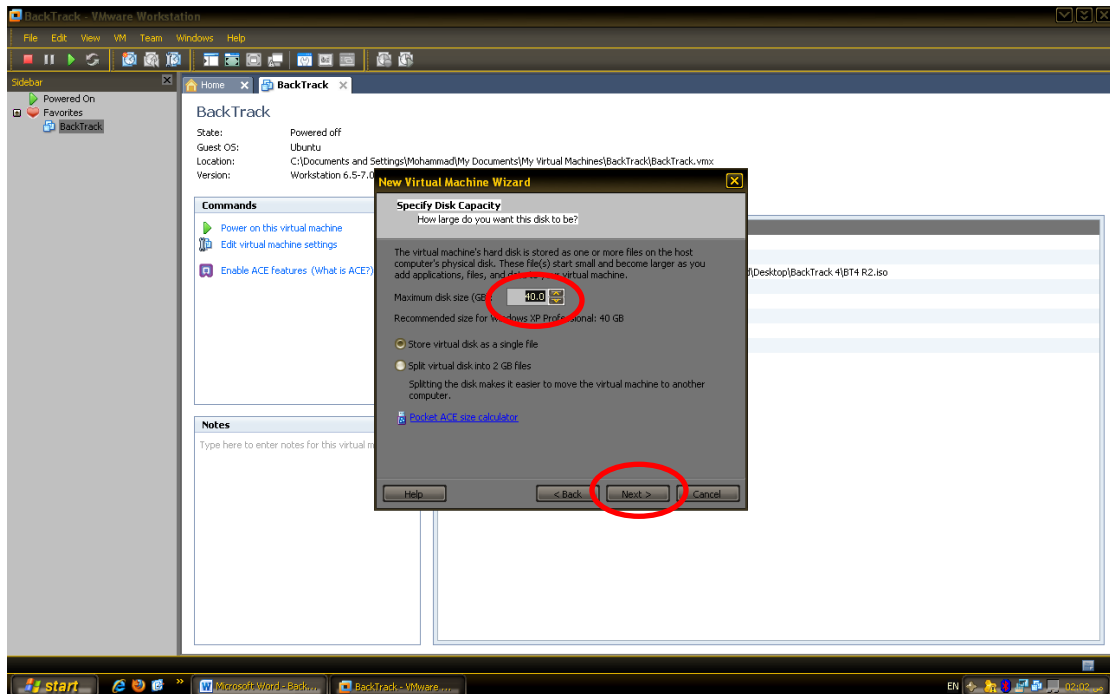 BackTrack - VMware Workstation
File Edit View VM Team Windows Help
Sidebar
Powered On
Favorites
BackTrack
Home
BackTrack
BackTrack
State: Powered off
Guest OS: Ubuntu
Location: C:\Documents and Settings\Mohammad\My Documents\My Virtual Machines\BackTrack\BackTrack.vmx
Version: Workstation 6.5-7.0
Commands
Power on this virtual machine
Edit virtual machine settings
Enable ACE features (What is ACE?)
\Desktop\BackTrack 4\BT4 R2.iso
Notes
Type here to enter notes for this virtual m
New Virtual Machine Wizard
Specify Disk Capacity
How large do you want this disk to be?
The virtual machine's hard disk is stored as one or more files on the host
computer's physical disk. These file(s) start small and become larger as you
add applications, files, and data to your virtual machine.
Maximum disk size (GB): 40.0
Recommended size for Windows XP Professional: 40 GB
Store virtual disk as a single file
Split virtual disk into 2 GB files
Splitting the disk makes it easier to move the virtual machine to another
computer.
Pocket ACE size calculator
Help < Back Next > Cancel
start » Microsoft Word - Back... BackTrack - VMware ... EN 02:02